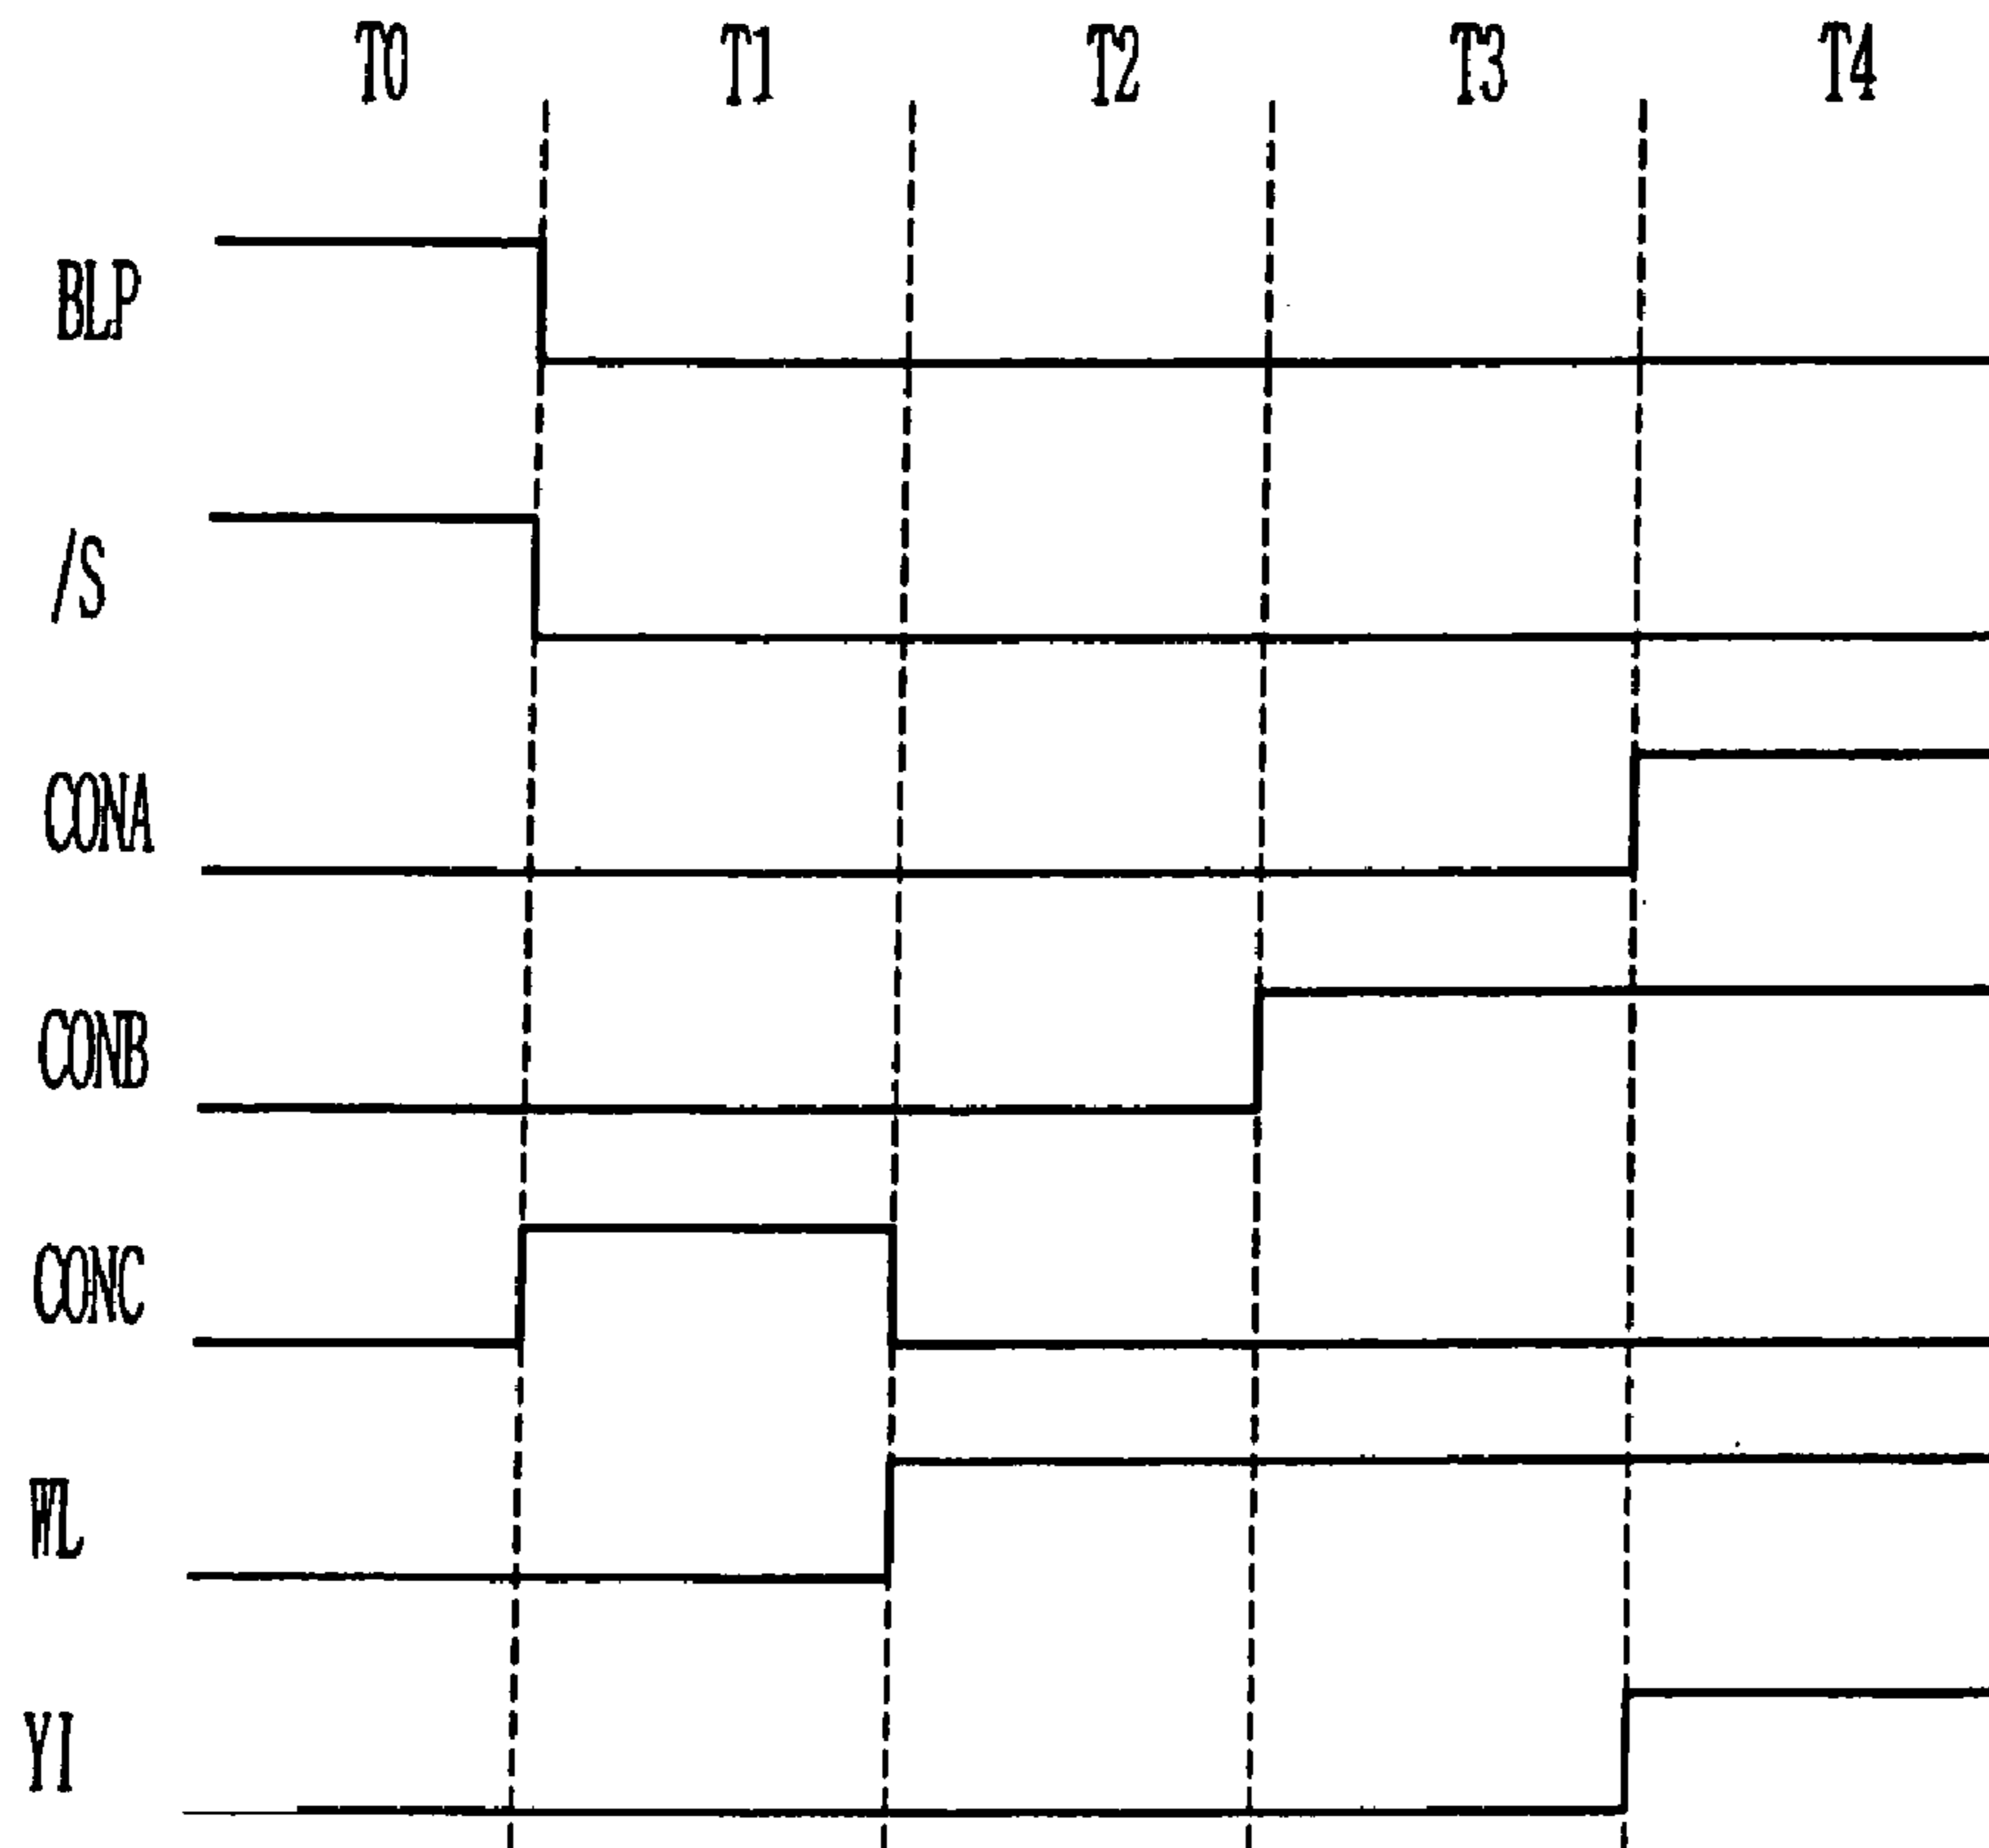 T0 T1 T2 T3 T4
BLP
/S
CONA
CONB
CONC
WL
YI